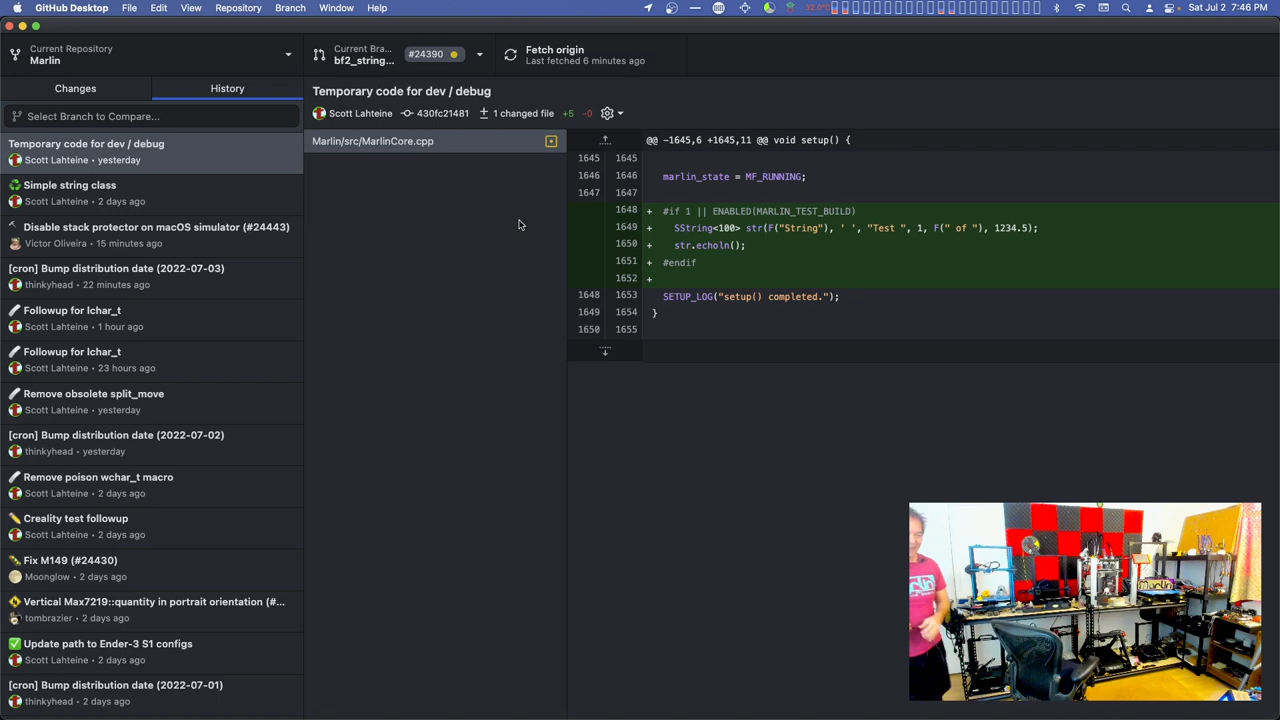 GitHub Desktop File Edit View Repository Branch Window Help 32.5°C Sat Jul 2 7:46 PM
Current Repository
Marlin
Current Bra...
bf2_string...
#24390
Fetch origin
Last fetched 6 minutes ago
Changes
History
Select Branch to Compare...
Temporary code for dev / debug
Scott Lahteine • yesterday
Simple string class
Scott Lahteine • 2 days ago
Disable stack protector on macOS simulator (#24443)
Victor Oliveira • 15 minutes ago
[cron] Bump distribution date (2022-07-03)
thinkyhead • 22 minutes ago
Followup for lchar_t
Scott Lahteine • 1 hour ago
Followup for lchar_t
Scott Lahteine • 23 hours ago
Remove obsolete split_move
Scott Lahteine • yesterday
[cron] Bump distribution date (2022-07-02)
thinkyhead • yesterday
Remove poison wchar_t macro
Scott Lahteine • 2 days ago
Creality test followup
Scott Lahteine • 2 days ago
Fix M149 (#24430)
Moonglow • 2 days ago
Vertical Max7219::quantity in portrait orientation (#...
tombrazier • 2 days ago
Update path to Ender-3 S1 configs
Scott Lahteine • 2 days ago
[cron] Bump distribution date (2022-07-01)
thinkyhead • 2 days ago
Temporary code for dev / debug
Scott Lahteine 430fc21481 1 changed file +5 -0
Marlin/src/MarlinCore.cpp
@@ -1645,6 +1645,11 @@ void setup() {
1645 1645
1646 1646 marlin_state = MF_RUNNING;
1647 1647
1648 + #if 1 || ENABLED(MARLIN_TEST_BUILD)
1649 + SString<100> str(F("String"), ' ', "Test ", 1, F(" of "), 1234.5);
1650 + str.echoln();
1651 + #endif
1652 +
1648 1653 SETUP_LOG("setup() completed.");
1649 1654 }
1650 1655
Marlin